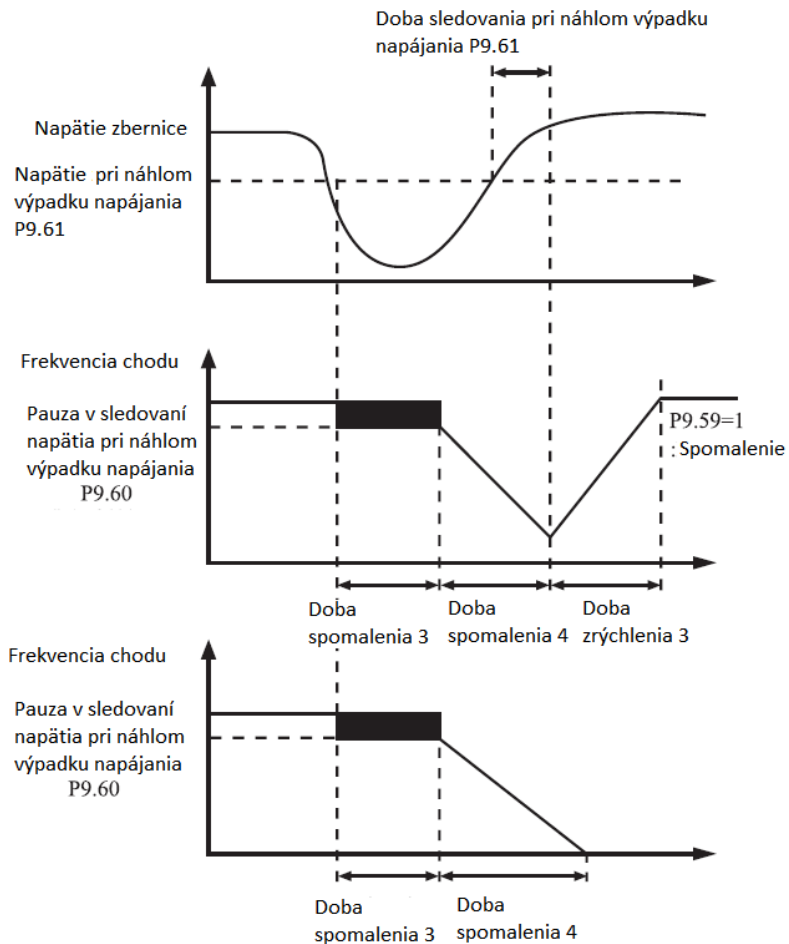 Doba sledovania pri náhlom výpadku
napájania P9.61
Napätie zbernice
Napätie pri náhlom
výpadku napájania
P9.61
Frekvencia chodu
Pauza v sledovaní
napätia pri náhlom
výpadku napájania
P9.60
P9.59=1
: Spomalenie
Doba
spomalenia 3
Doba
spomalenia 4
Doba
zrýchlenia 3
Frekvencia chodu
Pauza v sledovaní
napätia pri náhlom
výpadku napájania
P9.60
Doba
spomalenia 3
Doba
spomalenia 4